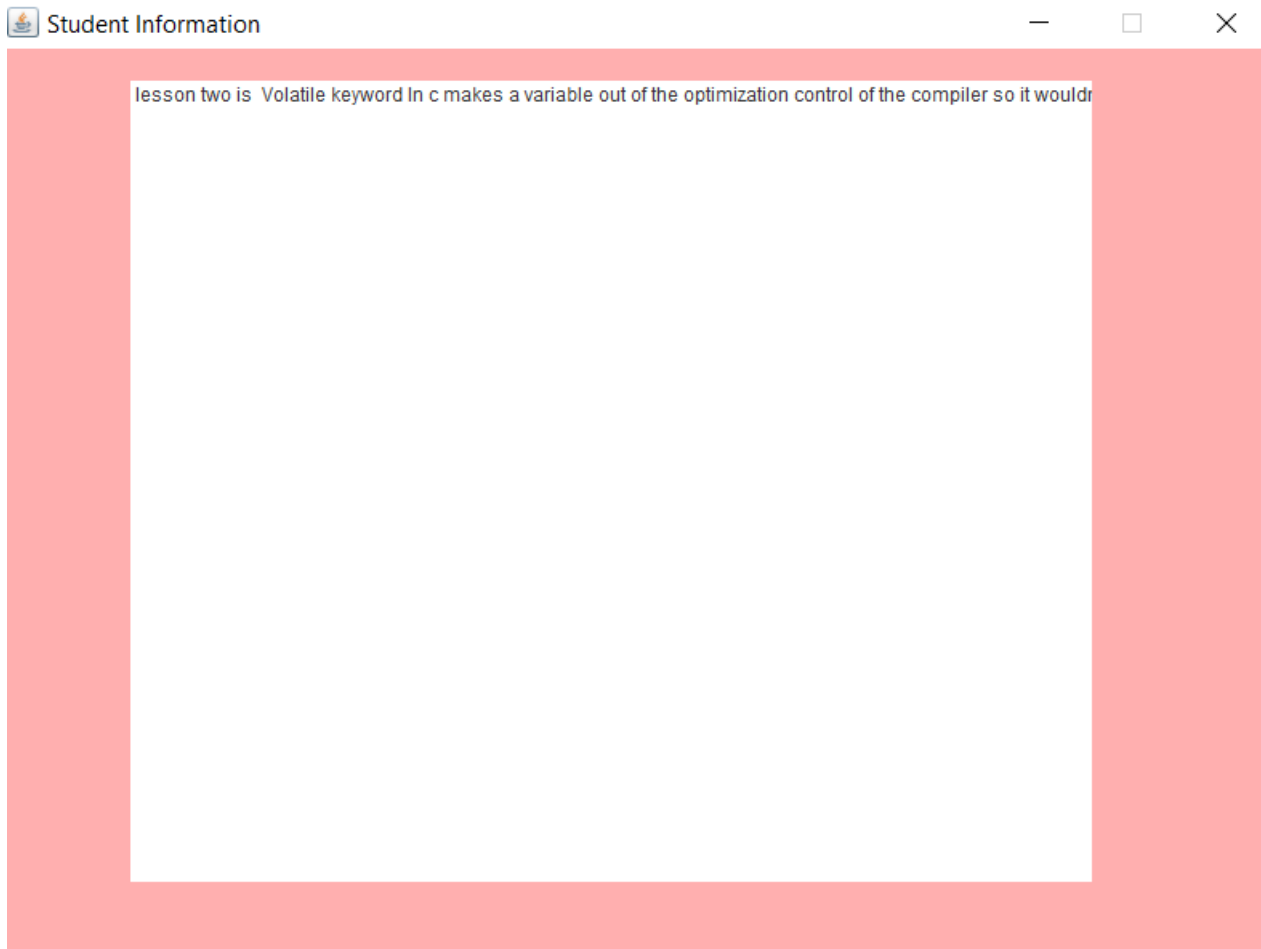 Student Information
lesson two is  Volatile keyword In c makes a variable out of the optimization control of the compiler so it would